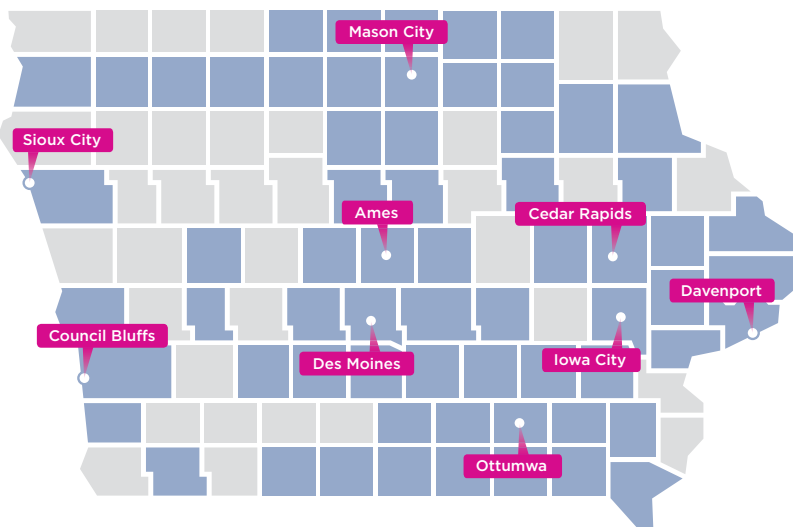 Mason City
Sioux City
Ames
Cedar Rapids
Davenport
Council Bluffs
Des Moines
Iowa City
Ottumwa